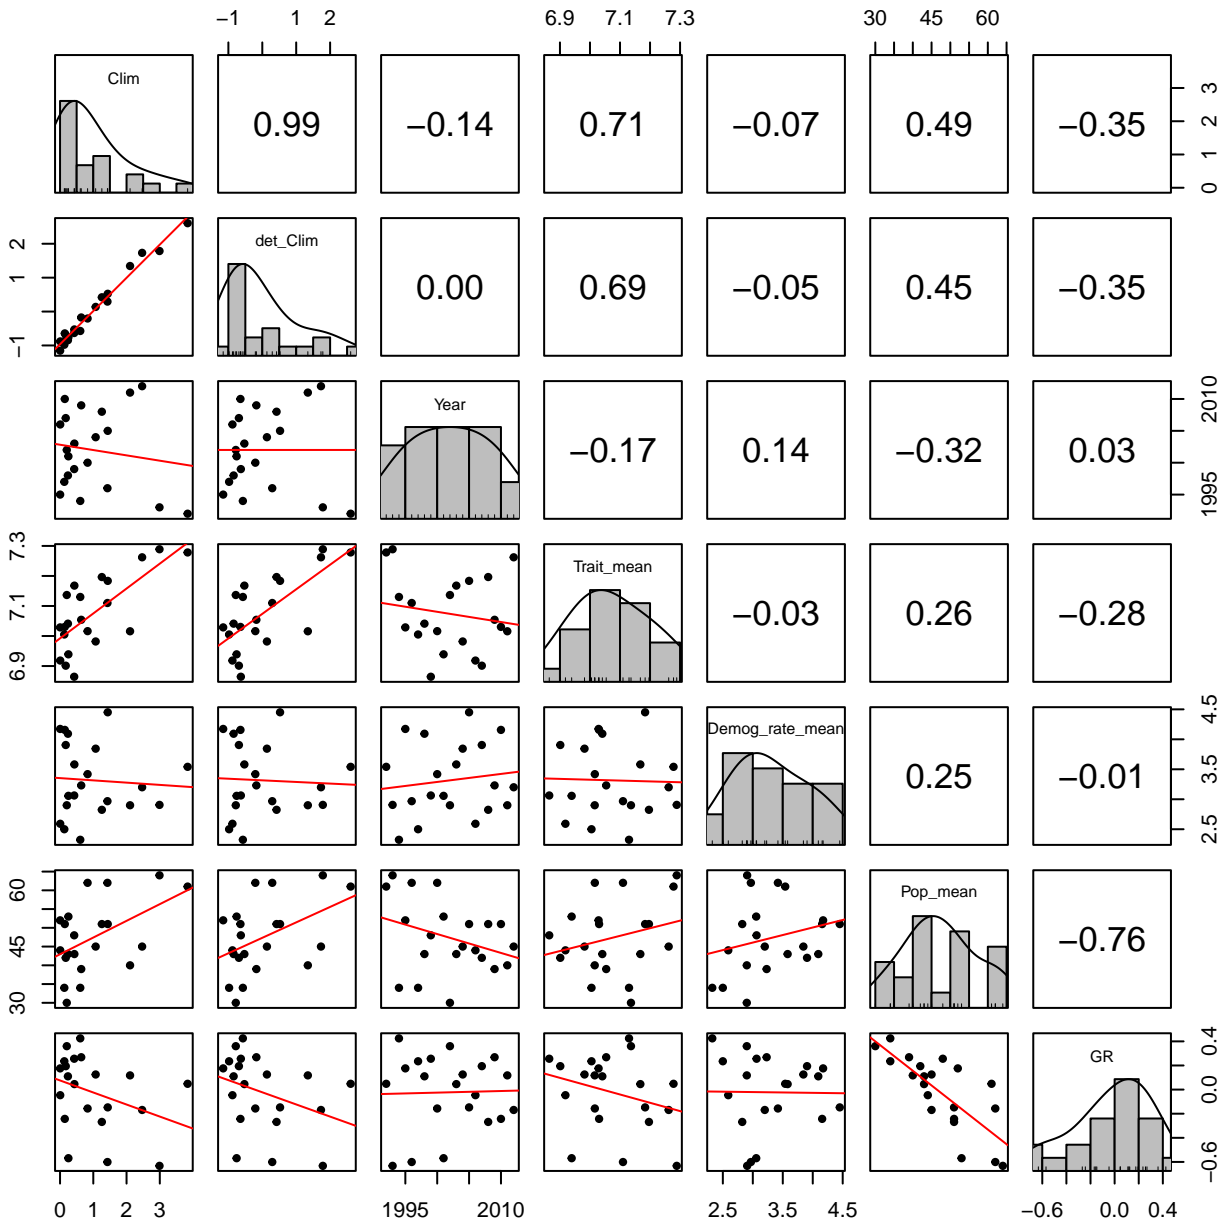 −1 1 2 6.9 7.1 7.3 30 45 60
Clim 0.99 −0.14 0.71 −0.07 0.49 −0.35 0 1 2 3
−1 1 2 det_Clim 0.00 0.69 −0.05 0.45 −0.35
Year −0.17 0.14 −0.32 0.03 1995 2010
6.9 7.1 7.3 Trait_mean −0.03 0.26 −0.28
Demog_rate_mean 0.25 −0.01 2.5 3.5 4.5
30 45 60 Pop_mean −0.76
GR −0.6 0.0 0.4
0 1 2 3 1995 2010 2.5 3.5 4.5 −0.6 0.0 0.4